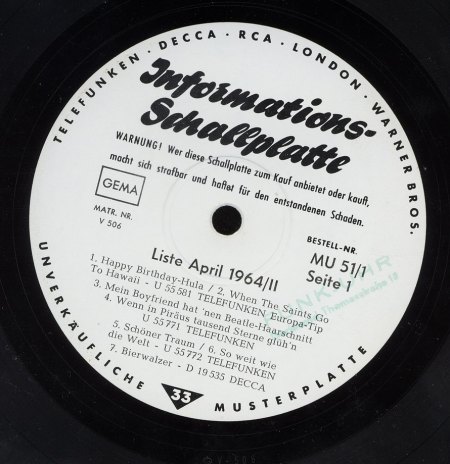 TELEFUNKEN · DECCA · RCA · LONDON · WARNER BROS.
Informations-
Schallplatte
WARNUNG! Wer diese Schallplatte zum Kauf anbietet oder kauft,
macht sich strafbar und haftet für den entstandenen Schaden.
GEMA
MATR. NR.
V 506
BESTELL-NR.
MU 51/1
Seite 1
Liste April 1964/II
1. Happy Birthday-Hula / 2. When The Saints Go
To Hawaii - U 55 581 TELEFUNKEN Europa-Tip
3. Mein Boyfriend hat 'nen Beatle-Haarschnitt
4. Wenn in Piräus tausend Sterne glüh'n
U 55 771 TELEFUNKEN
5. Schöner Traum / 6. So weit wie
die Welt - U 55 772 TELEFUNKEN
7. Bierwalzer - D 19 535 DECCA
UNVERKÄUFLICHE 33 MUSTERPLATTE
V-506